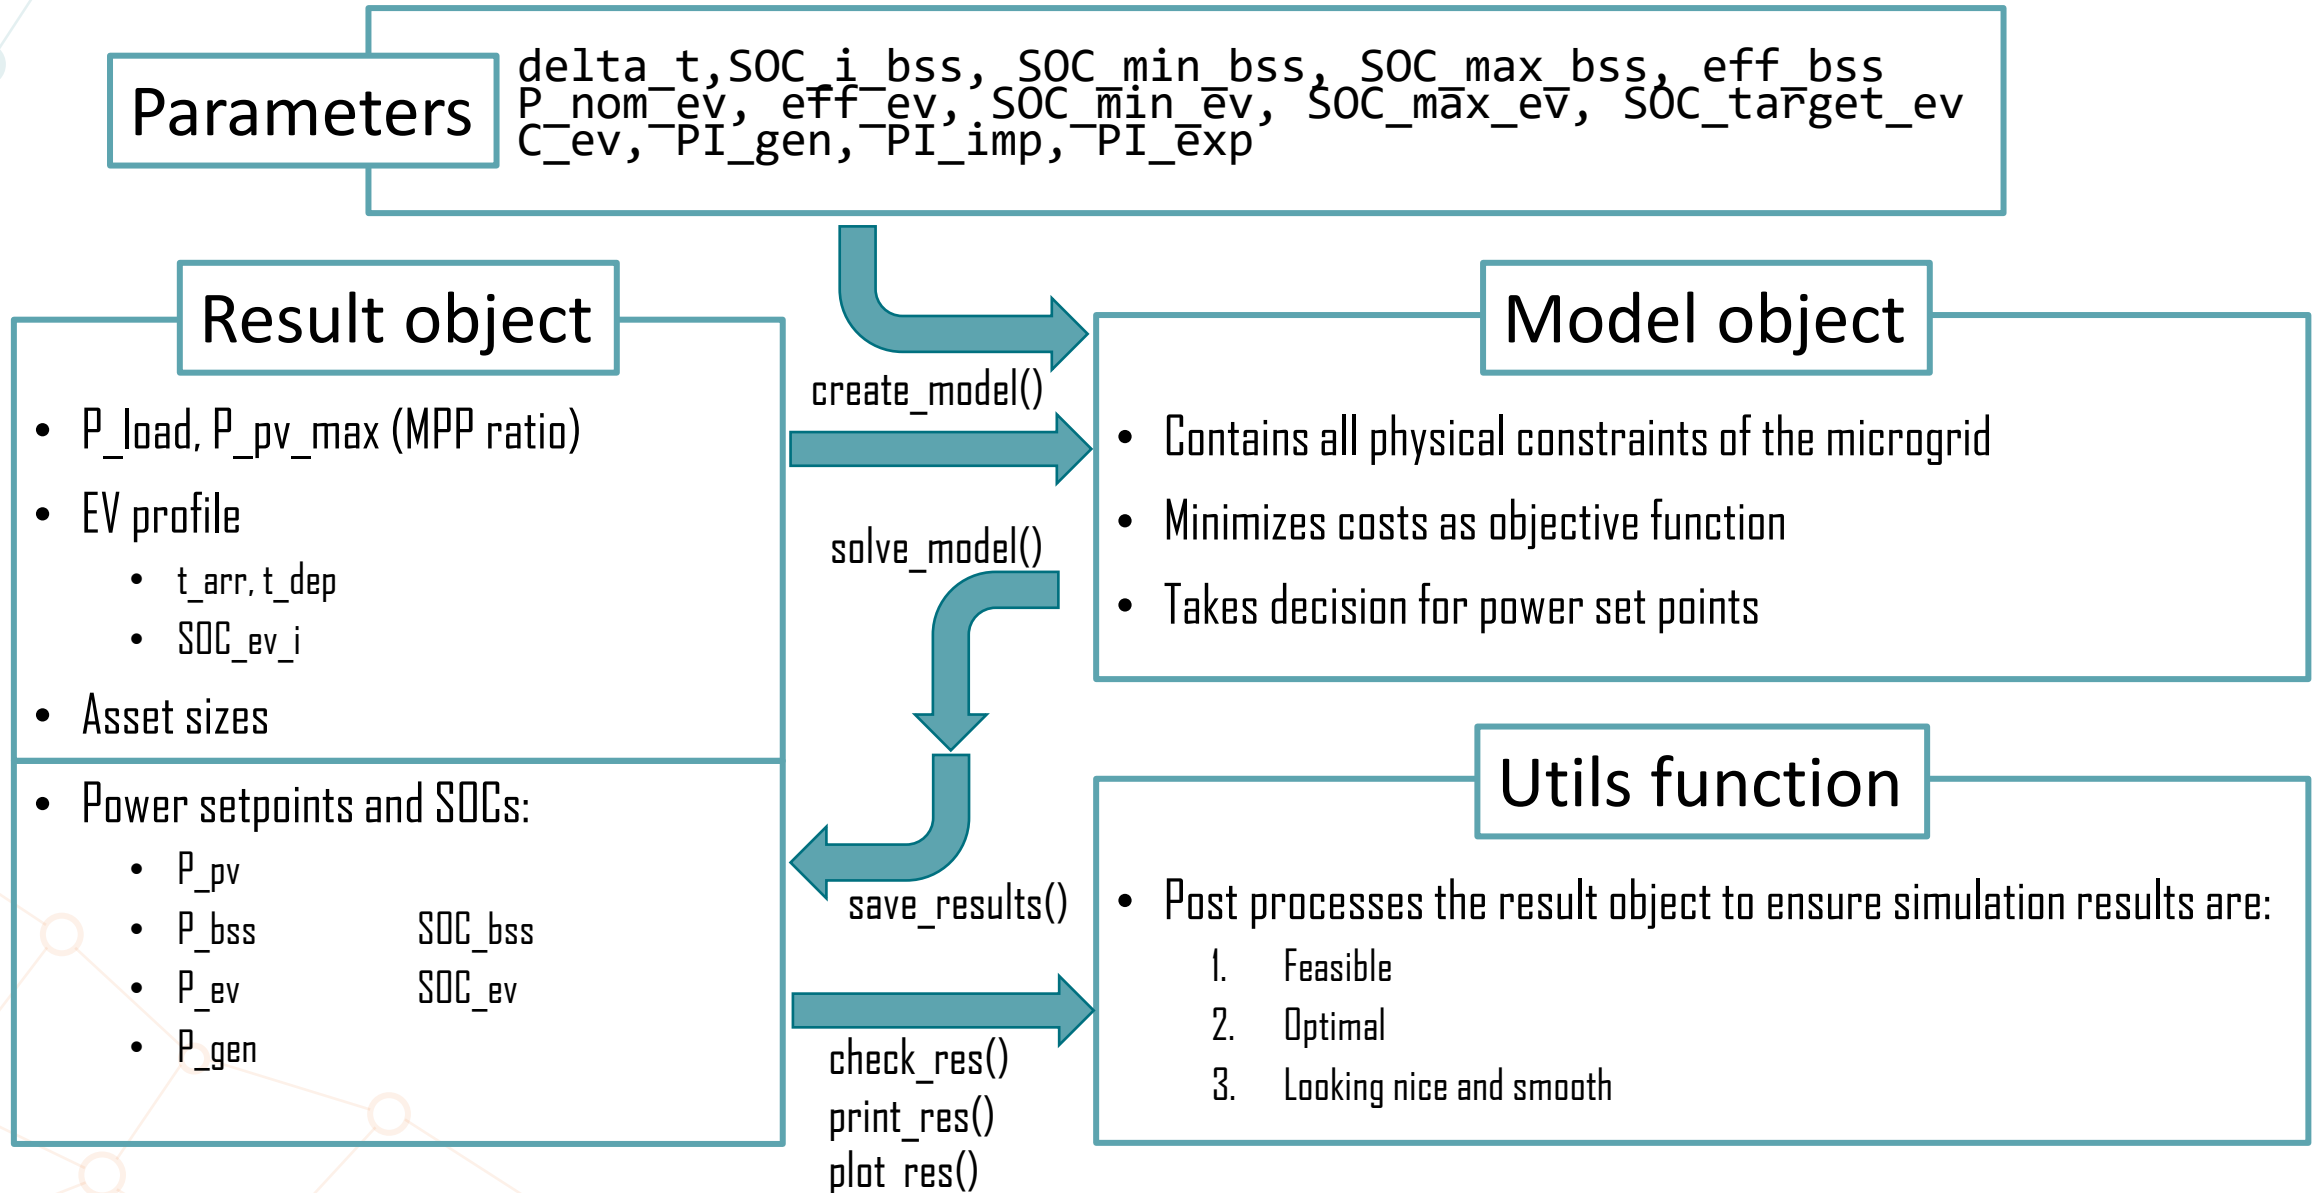 Parameters
delta_t,SOC_i_bss, SOC_min_bss, SOC_max_bss, eff_bss
P_nom_ev, eff_ev, SOC_min_ev, SOC_max_ev, SOC_target_ev
C_ev, PI_gen, PI_imp, PI_exp
Result object
• P_load, P_pv_max (MPP ratio)
• EV profile
• t_arr, t_dep
• SOC_ev_i
• Asset sizes
• Power setpoints and SOCs:
• P_pv
• P_bss SOC_bss
• P_ev SOC_ev
• P_gen
create_model()
solve_model()
save_results()
check_res()
print_res()
plot_res()
Model object
• Contains all physical constraints of the microgrid
• Minimizes costs as objective function
• Takes decision for power set points
Utils function
• Post processes the result object to ensure simulation results are:
1. Feasible
2. Optimal
3. Looking nice and smooth